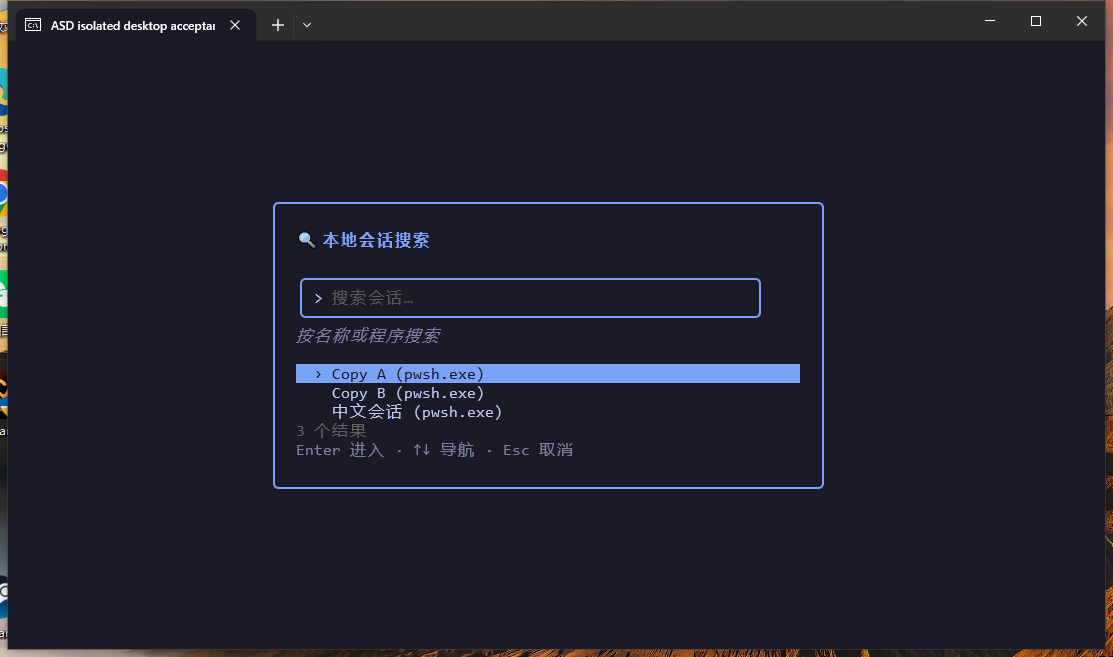 ASD isolated desktop
本地会话搜索
> 搜索会话…
按名称或程序搜索
› Copy A (pwsh.exe)
Copy B (pwsh.exe)
中文会话 (pwsh.exe)
3 个结果
Enter 进入 · ↑↓ 导航 · Esc 取消